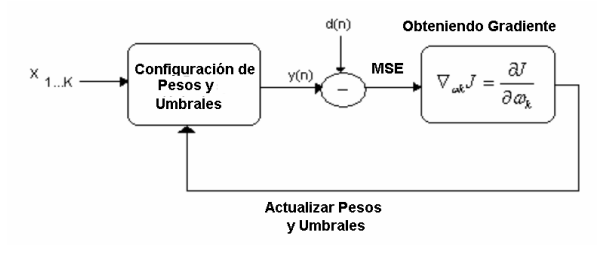 d(n)
Obteniendo Gradiente
X 1...K
Configuración de
Pesos y
Umbrales
y(n)
−
MSE
∇ωk J = ∂J / ∂ωk
Actualizar Pesos
y Umbrales